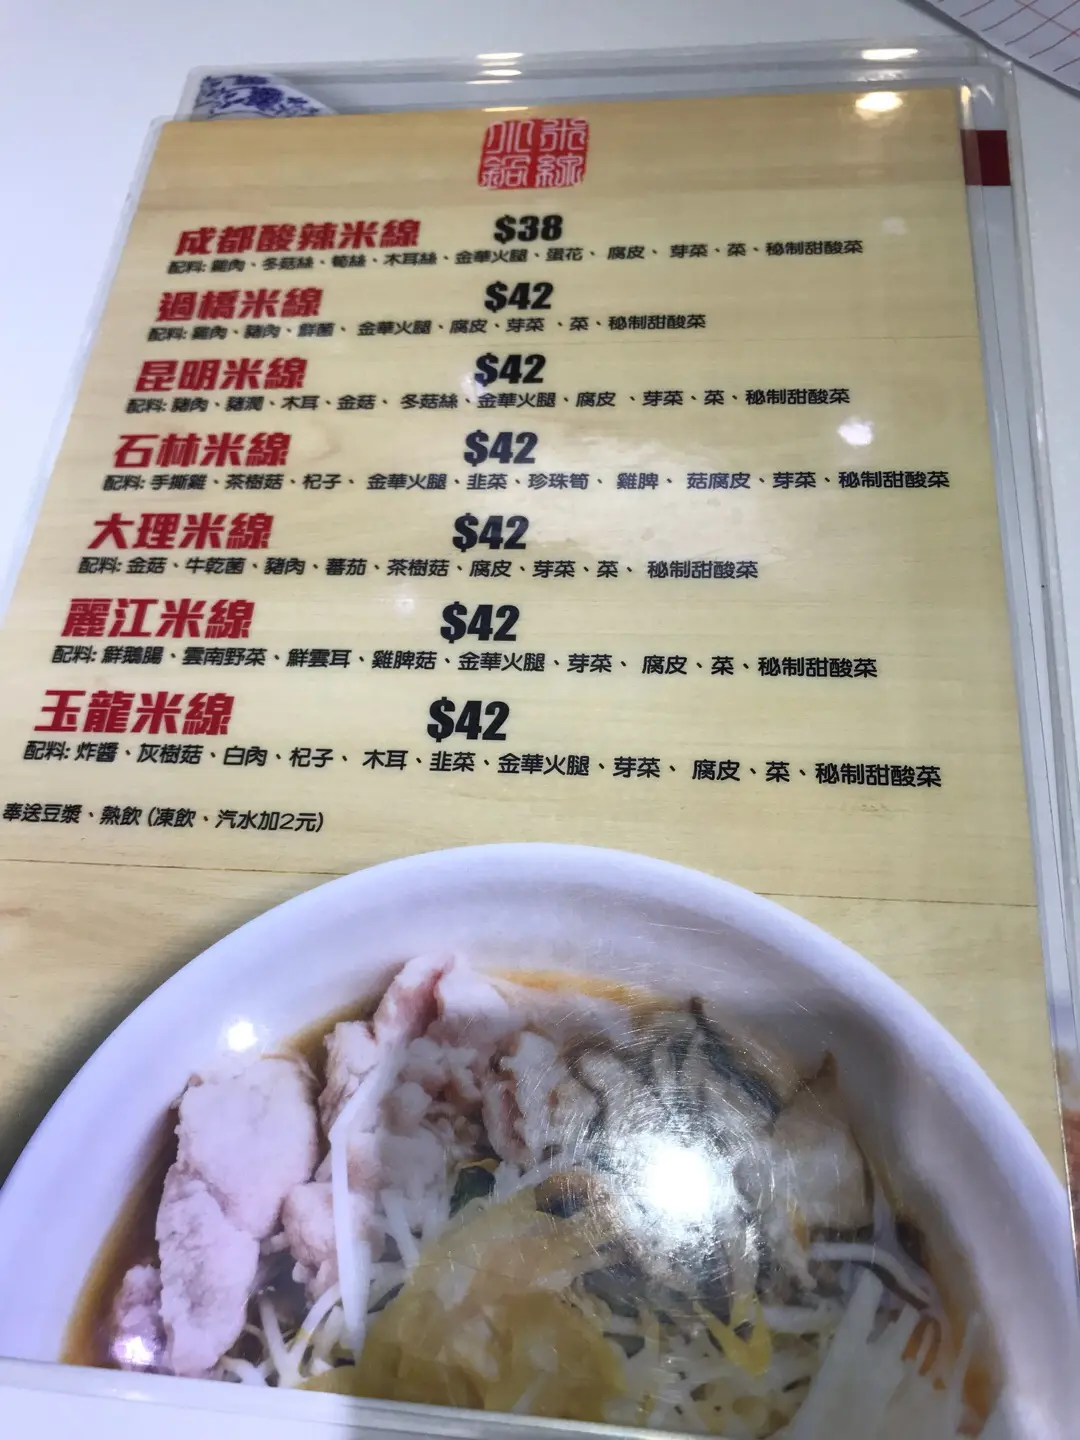 小米
鉛線
成都酸辣米線 $38
配料: 雞肉、冬菇絲、筍絲、木耳絲、金華火腿、蛋花、腐皮、芽菜、菜、秘制甜酸菜
過橋米線 $42
配料: 雞肉、豬肉、鮮菌、金華火腿、腐皮、芽菜、菜、秘制甜酸菜
昆明米線 $42
配料: 豬肉、豬潤、木耳、金菇、冬菇絲、金華火腿、腐皮、芽菜、菜、秘制甜酸菜
石林米線 $42
配料: 手撕雞、茶樹菇、杞子、金華火腿、韭菜、珍珠筍、雞脾、菇腐皮、芽菜、秘制甜酸菜
大理米線 $42
配料: 金菇、牛乾菌、豬肉、蕃茄、茶樹菇、腐皮、芽菜、菜、秘制甜酸菜
麗江米線 $42
配料: 鮮鵝腸、雲南野菜、鮮雲耳、雞脾菇、金華火腿、芽菜、腐皮、菜、秘制甜酸菜
玉龍米線 $42
配料: 炸醬、灰樹菇、白肉、杞子、木耳、韭菜、金華火腿、芽菜、腐皮、菜、秘制甜酸菜
奉送豆漿、熱飲 (凍飲、汽水加2元)